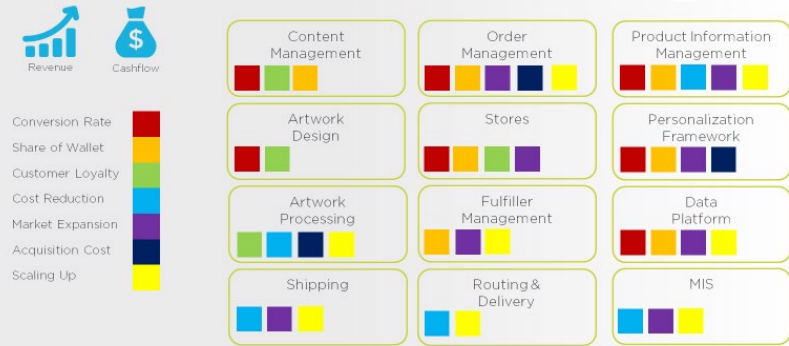 $
Revenue
Cashflow
Conversion Rate
Share of Wallet
Customer Loyalty
Cost Reduction
Market Expansion
Acquisition Cost
Scaling Up
Content
Management
Order
Management
Product Information
Management
Artwork
Design
Stores
Personalization
Framework
Artwork
Processing
Fulfiller
Management
Data
Platform
Shipping
Routing &
Delivery
MIS